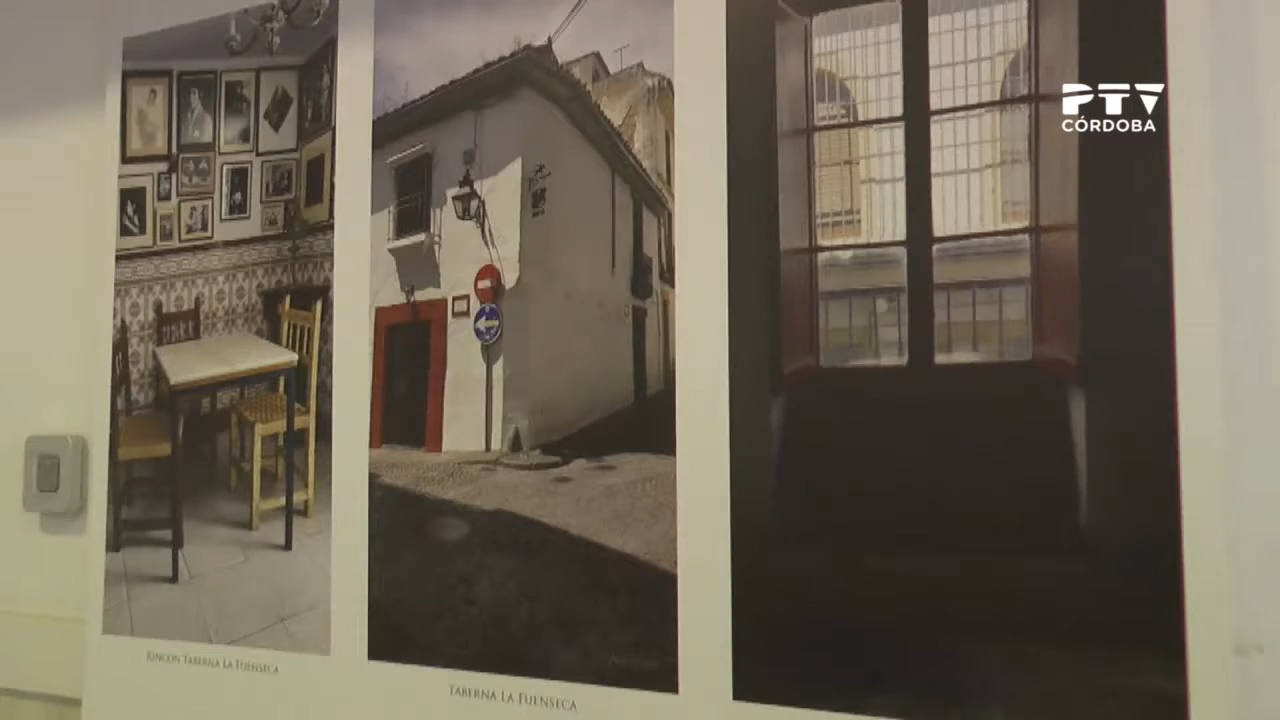 PTV
CÓRDOBA
RINCÓN TABERNA LA FUENSECA
TABERNA LA FUENSECA